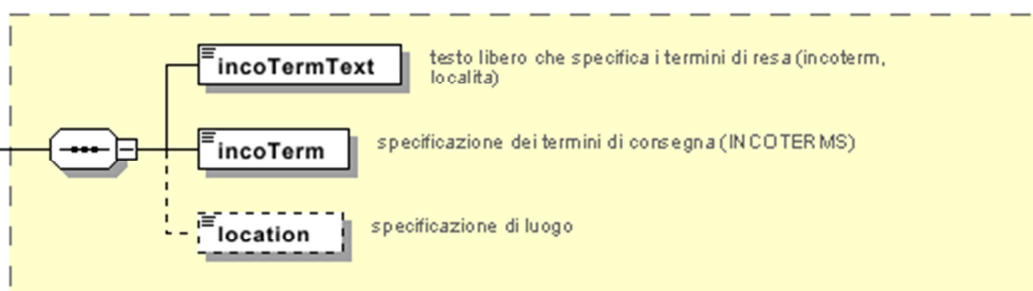 incoTermText
testo libero che specifica i termini di resa (incoterm,
localita)
incoTerm
specificazione dei termini di consegna (INCOTERMS)
location
specificazione di luogo